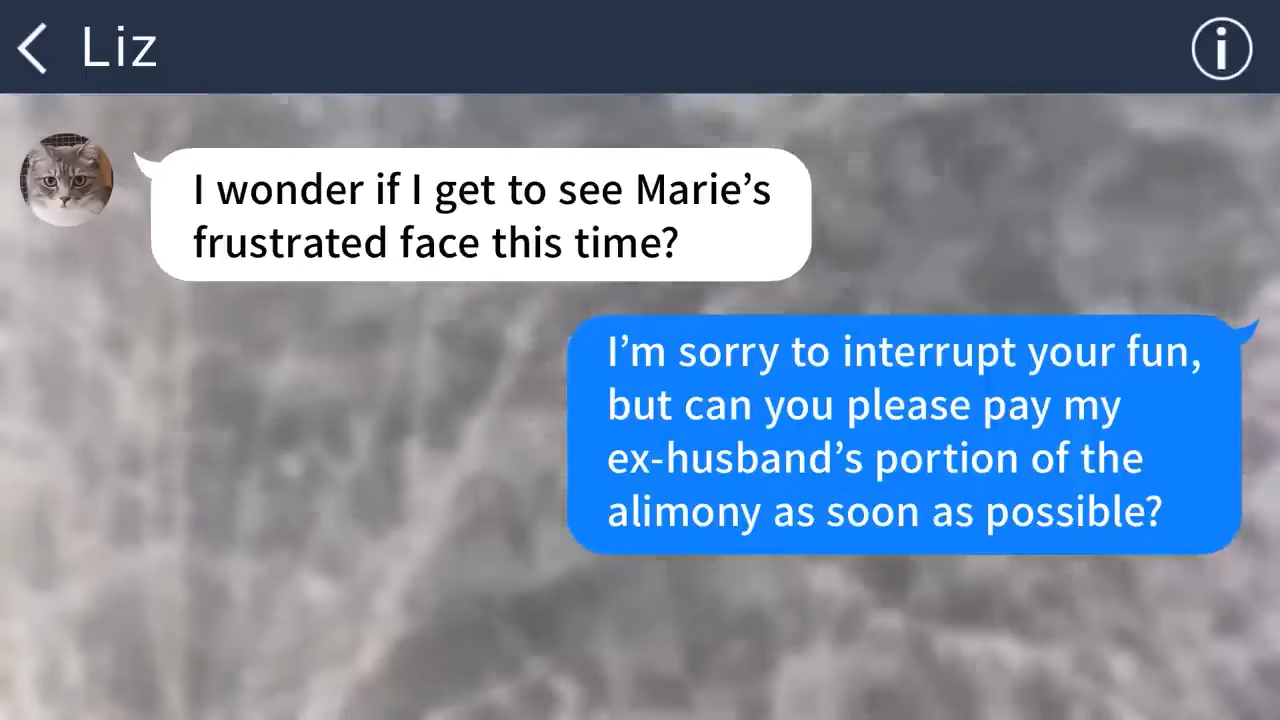 Liz
I wonder if I get to see Marie’s
frustrated face this time?
I’m sorry to interrupt your fun,
but can you please pay my
ex-husband’s portion of the
alimony as soon as possible?